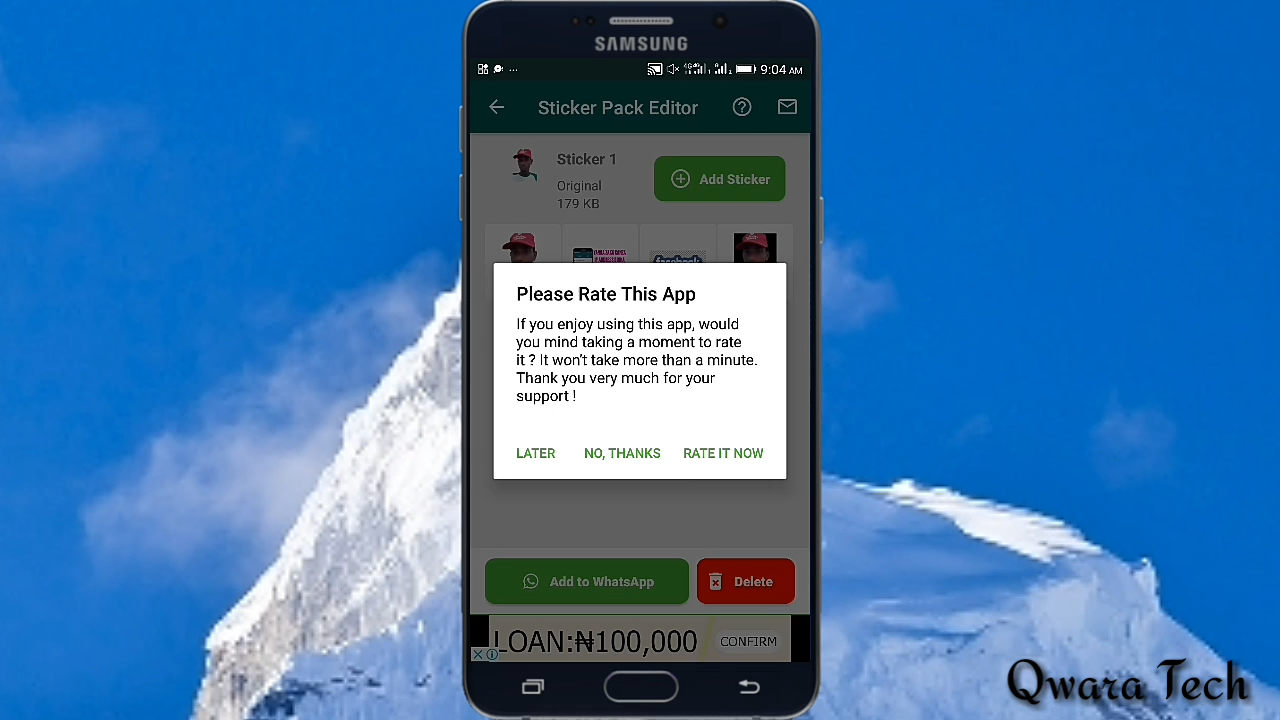 SAMSUNG
9:04 AM
Sticker Pack Editor
Sticker 1
Original
179 KB
Add Sticker
facebook
Please Rate This App
If you enjoy using this app, would
you mind taking a moment to rate
it ? It won't take more than a minute.
Thank you very much for your
support !
LATER NO, THANKS RATE IT NOW
Add to WhatsApp
Delete
LOAN:₦100,000
CONFIRM
Qwara Tech